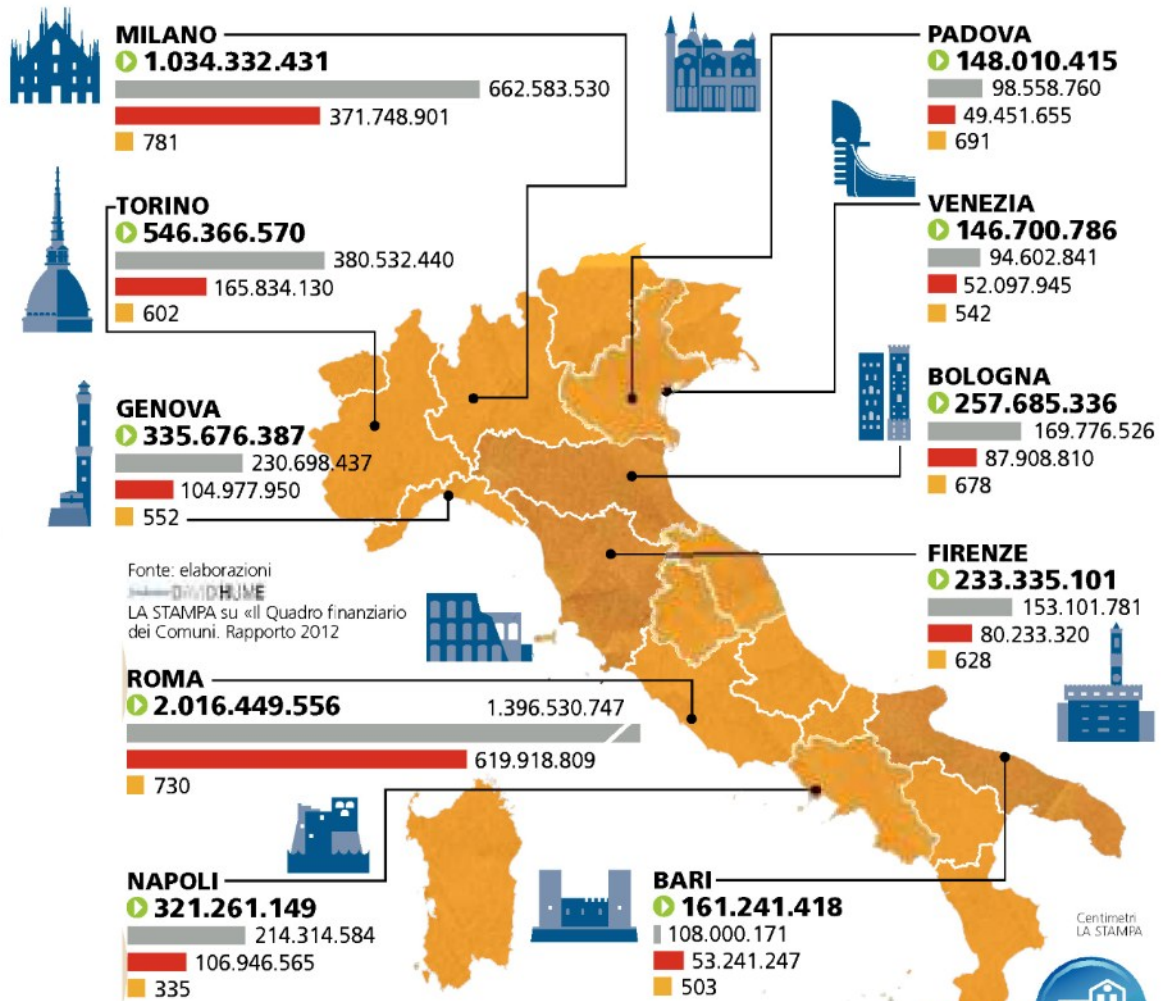 MILANO
1.034.332.431
662.583.530
371.748.901
781
TORINO
546.366.570
380.532.440
165.834.130
602
GENOVA
335.676.387
230.698.437
104.977.950
552
Fonte: elaborazioni
DAVID HUME
LA STAMPA su «Il Quadro finanziario
dei Comuni. Rapporto 2012
ROMA
2.016.449.556
1.396.530.747
619.918.809
730
NAPOLI
321.261.149
214.314.584
106.946.565
335
PADOVA
148.010.415
98.558.760
49.451.655
691
VENEZIA
146.700.786
94.602.841
52.097.945
542
BOLOGNA
257.685.336
169.776.526
87.908.810
678
FIRENZE
233.335.101
153.101.781
80.233.320
628
BARI
161.241.418
108.000.171
53.241.247
503
Centimetri
LA STAMPA